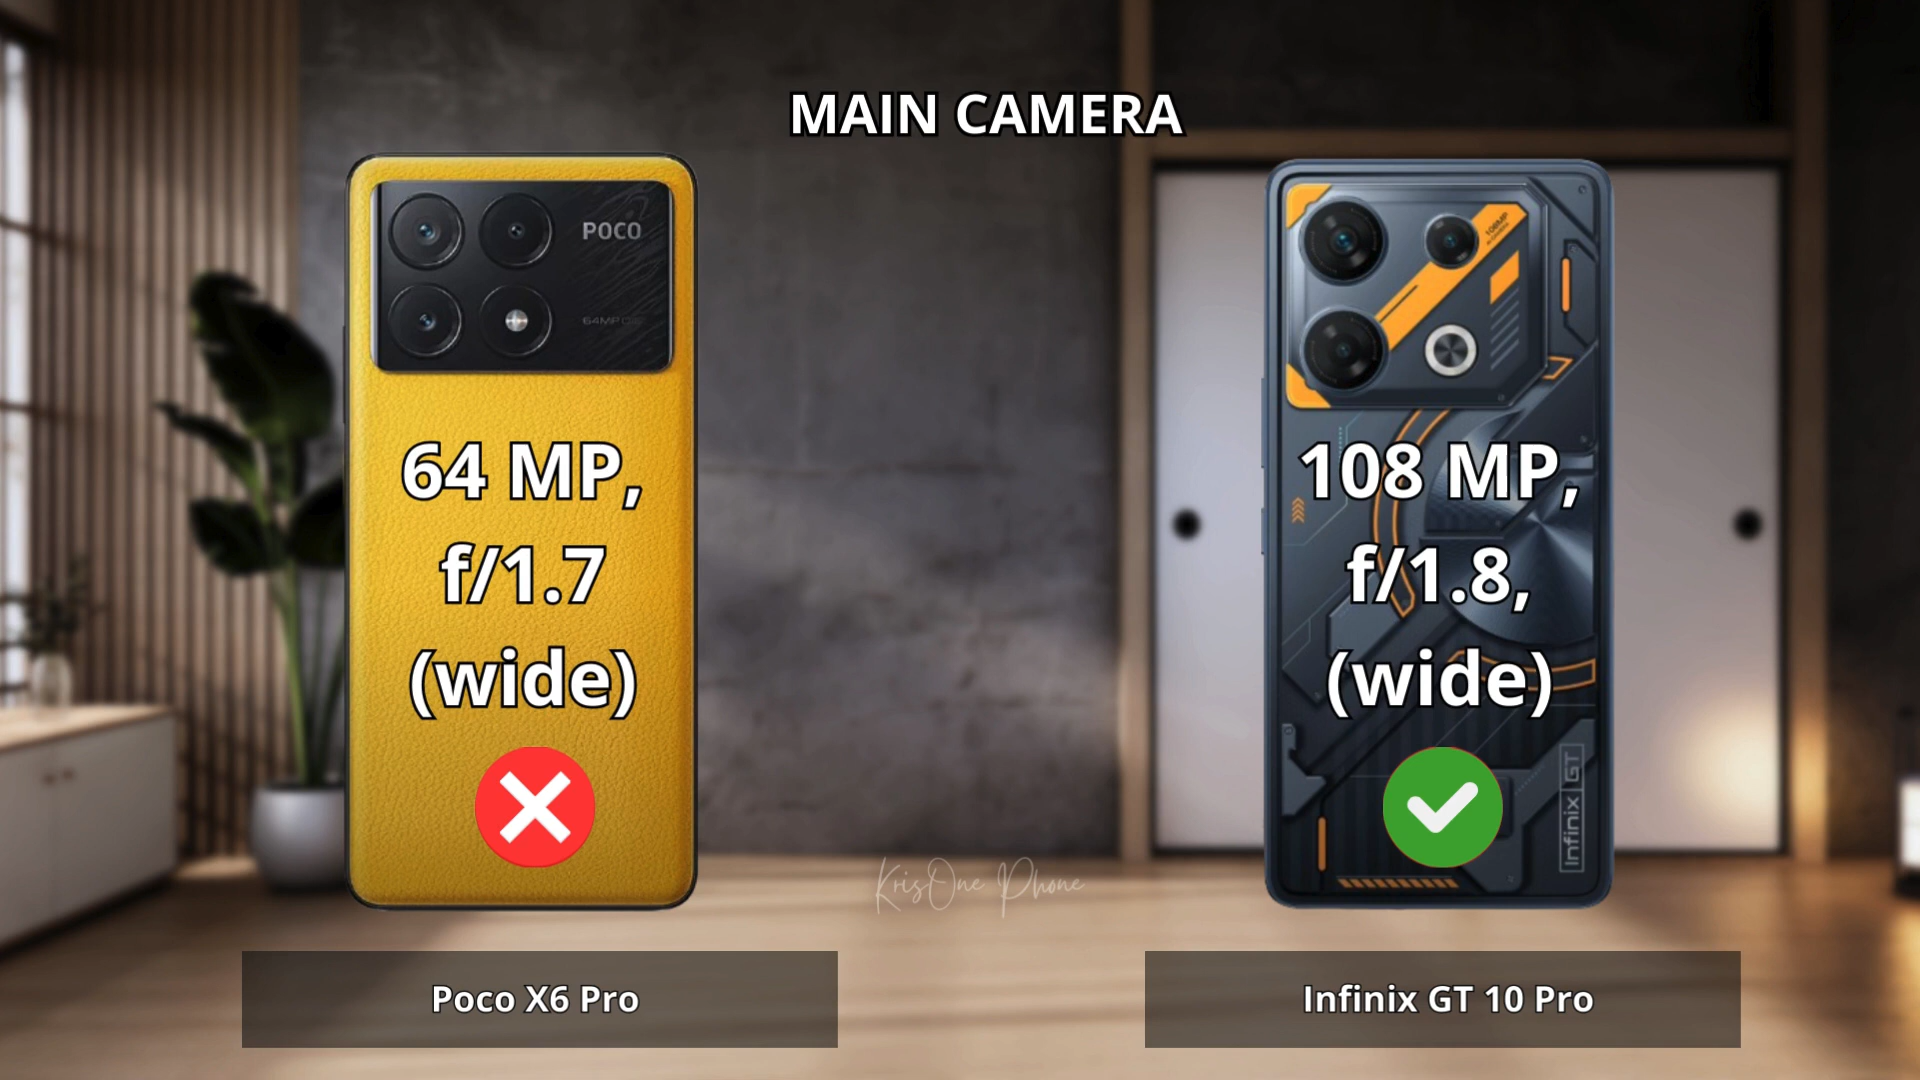 MAIN CAMERA
POCO
108MP
64 MP,
f/1.7
(wide)
108 MP,
f/1.8,
(wide)
Infinix GT
KrisOne Phone
Poco X6 Pro
Infinix GT 10 Pro